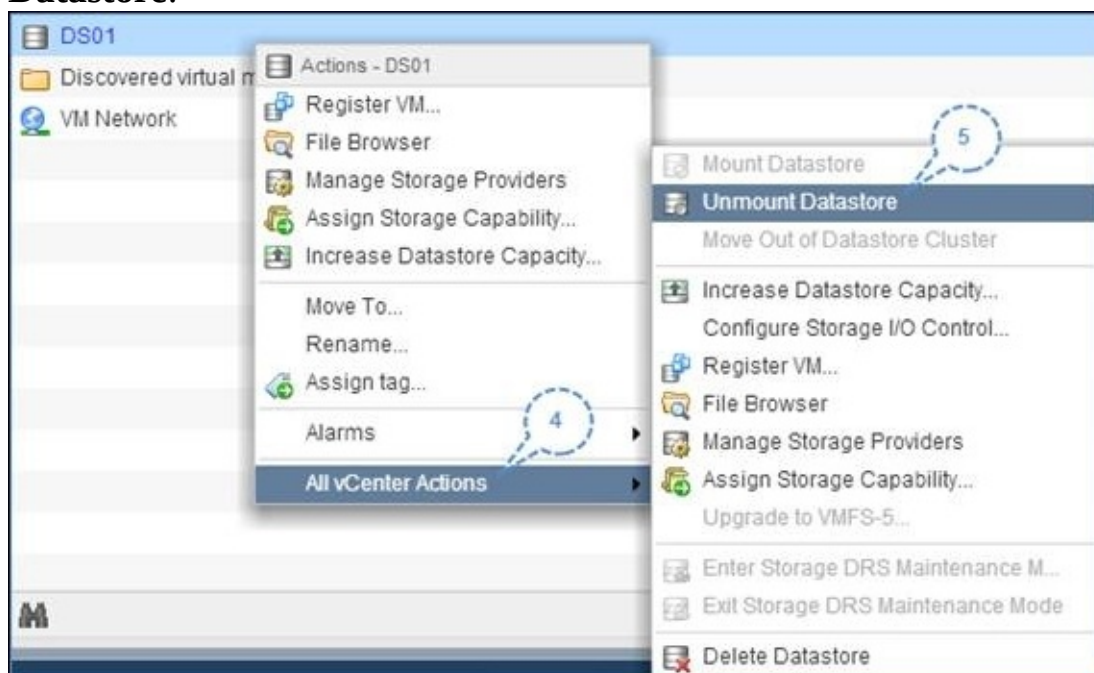 Datastore.
DS01
Discovered virtual m
VM Network
Actions - DS01
Register VM...
File Browser
Manage Storage Providers
Assign Storage Capability...
Increase Datastore Capacity...
Move To...
Rename...
Assign tag...
Alarms
4
All vCenter Actions
5
Mount Datastore
Unmount Datastore
Move Out of Datastore Cluster
Increase Datastore Capacity...
Configure Storage I/O Control...
Register VM...
File Browser
Manage Storage Providers
Assign Storage Capability...
Upgrade to VMFS-5...
Enter Storage DRS Maintenance M...
Exit Storage DRS Maintenance Mode
Delete Datastore